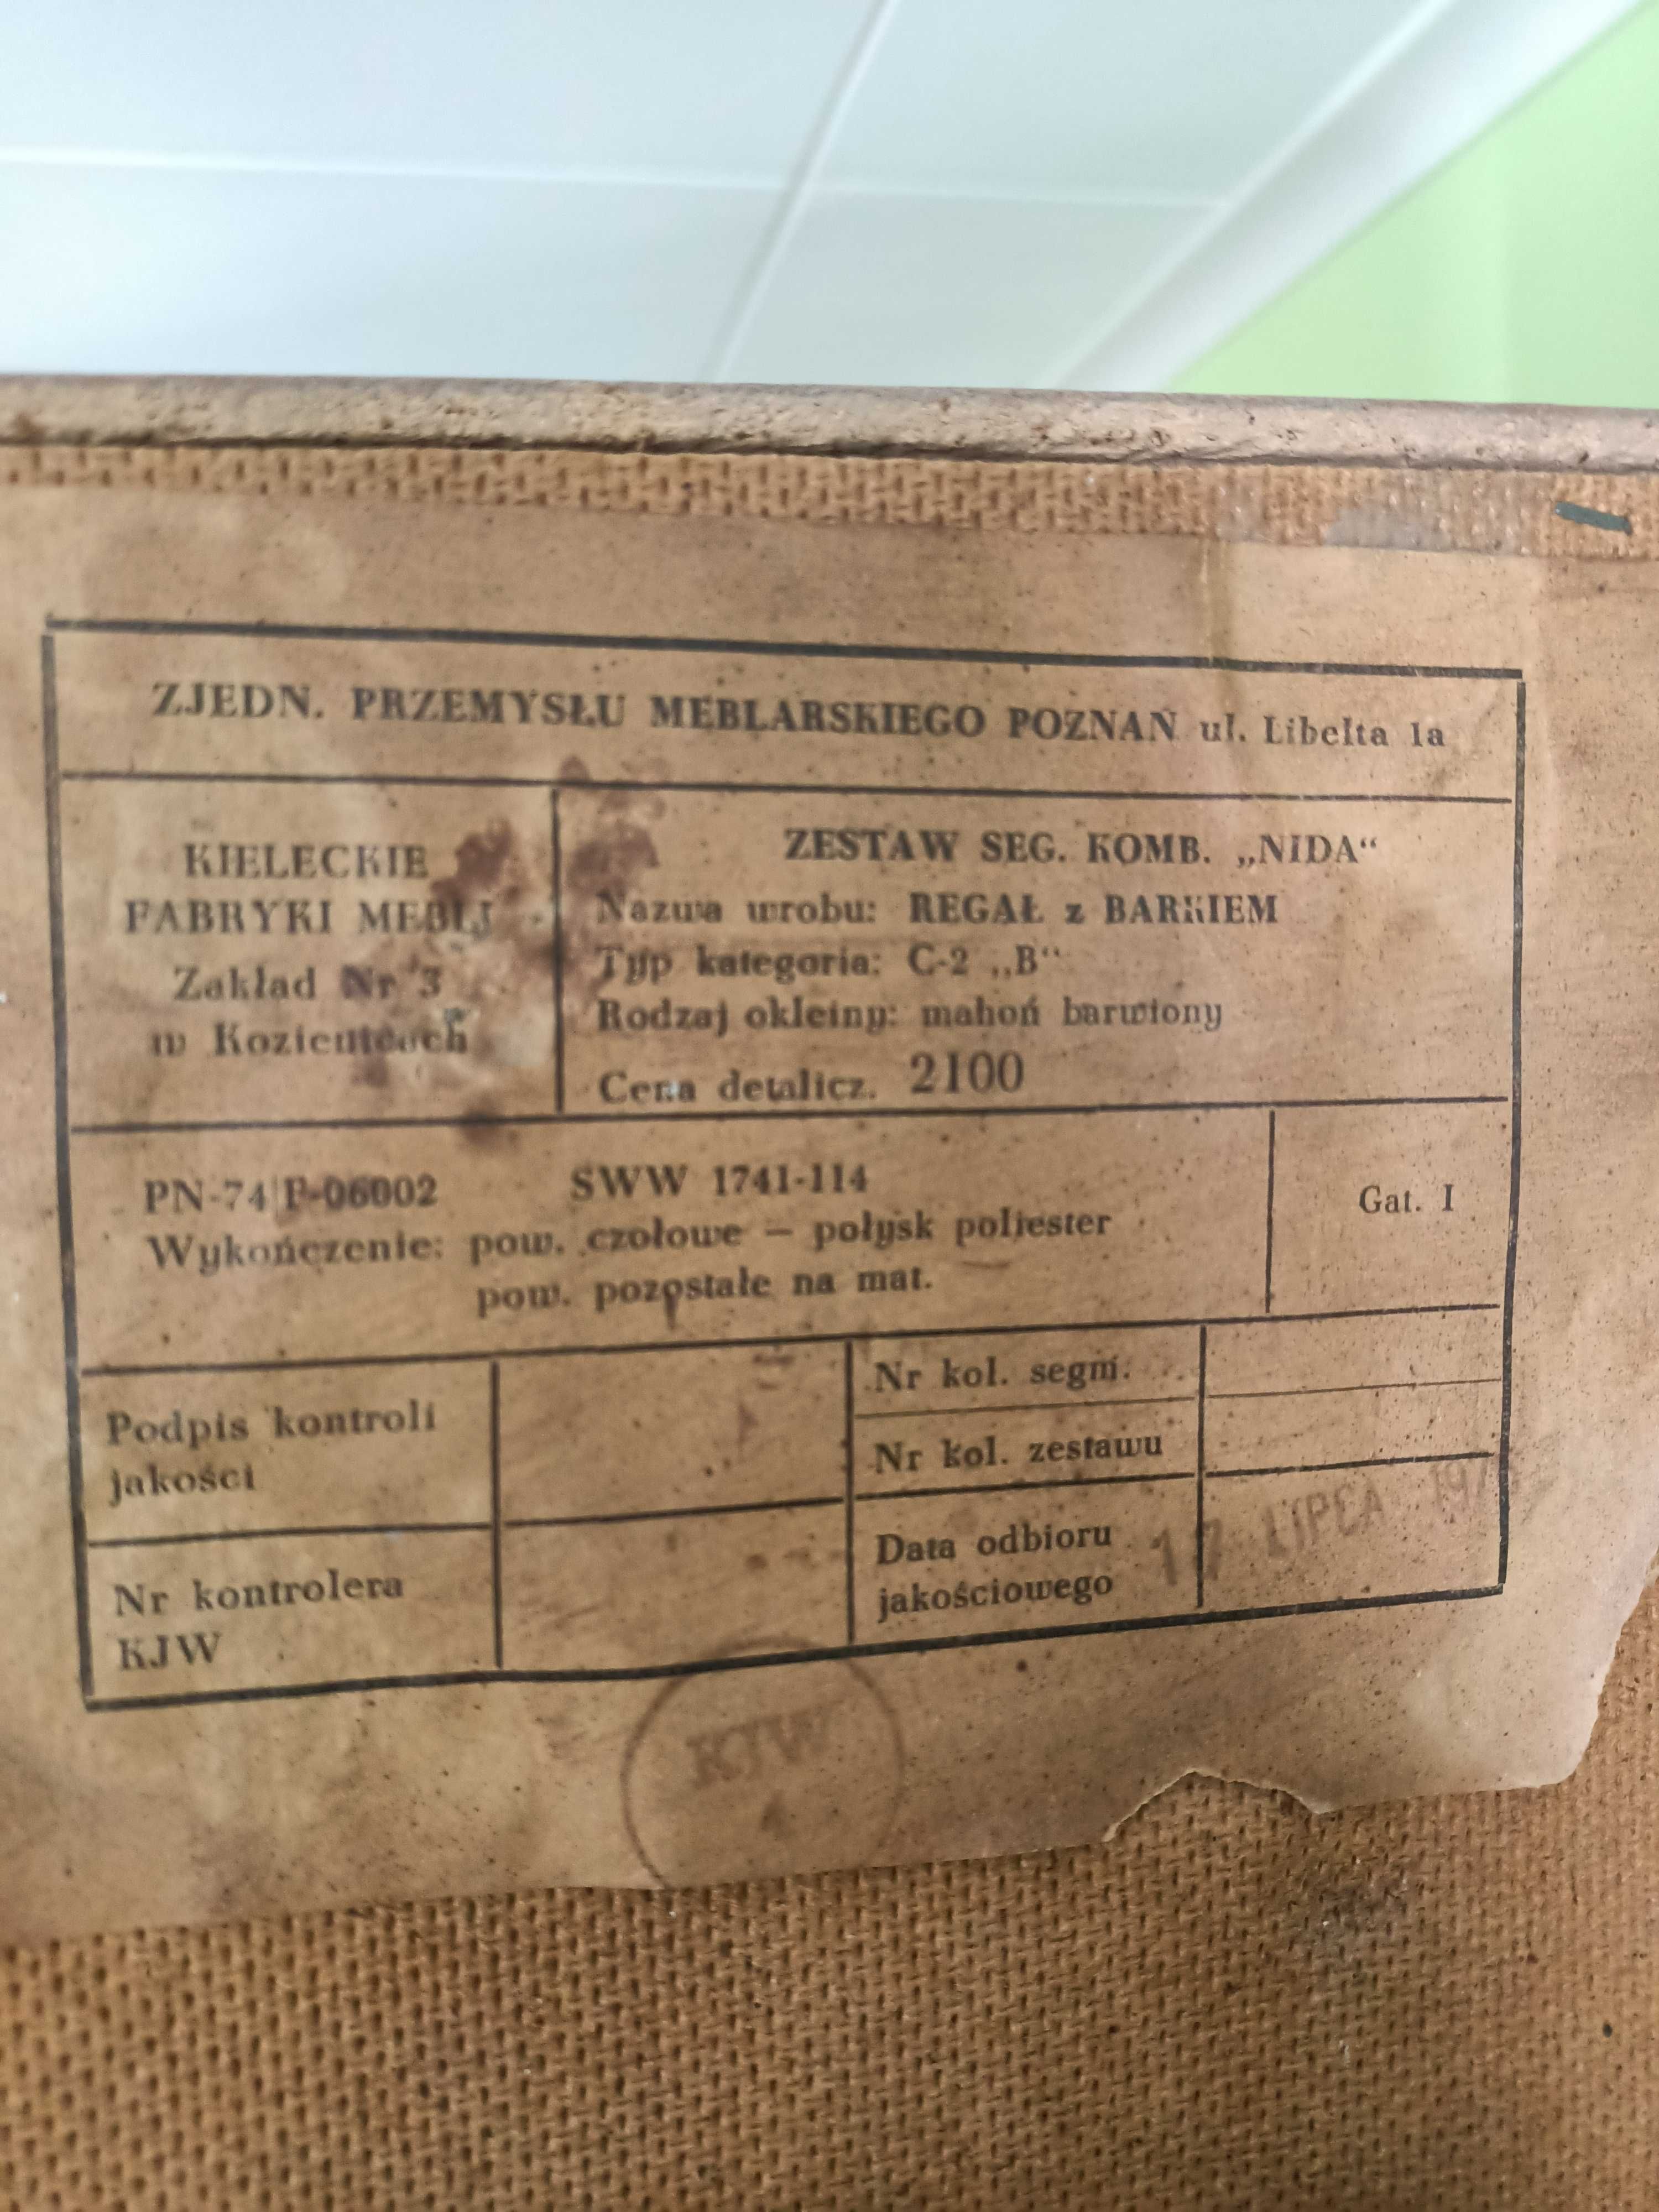 ZJEDN. PRZEMYSŁU MEBLARSKIEGO POZNAŃ ul. Libelta 1a
KIELECKIE
FABRYKI MEBLI
Zakład Nr 3
w Kozienicach
ZESTAW SEG. KOMB. „NIDA“
Nazwa wrobu: REGAŁ z BARKIEM
Typ kategoria: C-2 „B“
Rodzaj okleiny: mahoń barwiony
Cena detalicz. 2100
PN-74/F-06002 SWW 1741-114
Wykończenie: pow. czołowe — połysk poliester
pow. pozostałe na mat.
Gat. I
Podpis kontroli
jakości
Nr kol. segm.
Nr kol. zestawu
Nr kontrolera
KJW
Data odbioru
jakościowego
17 LIPCA
KJW